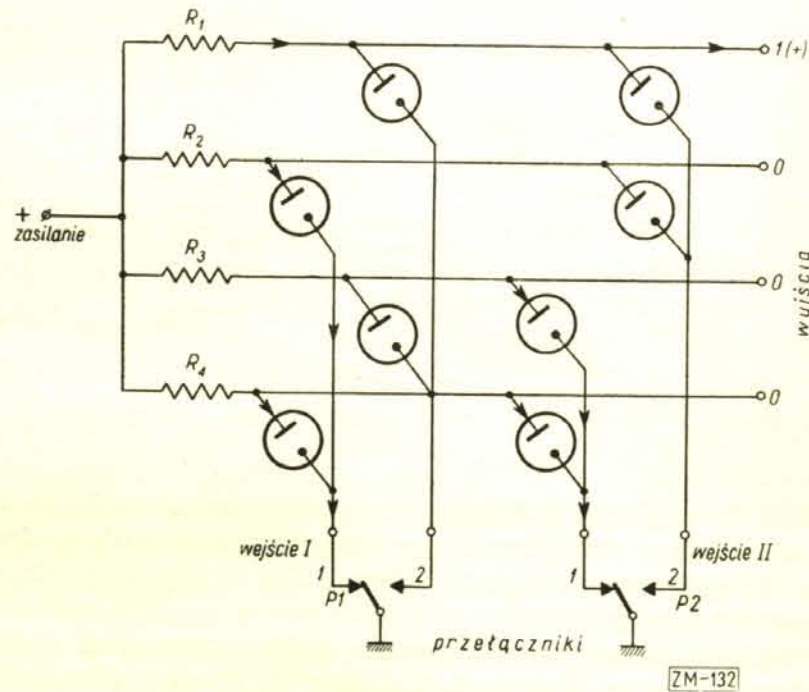 R1
1(+)
R2
0
+
zasilanie
R3
0
wyjścia
R4
0
wejście I
1
2
P1
1
2
P2
wejście II
przełączniki
ZM-132